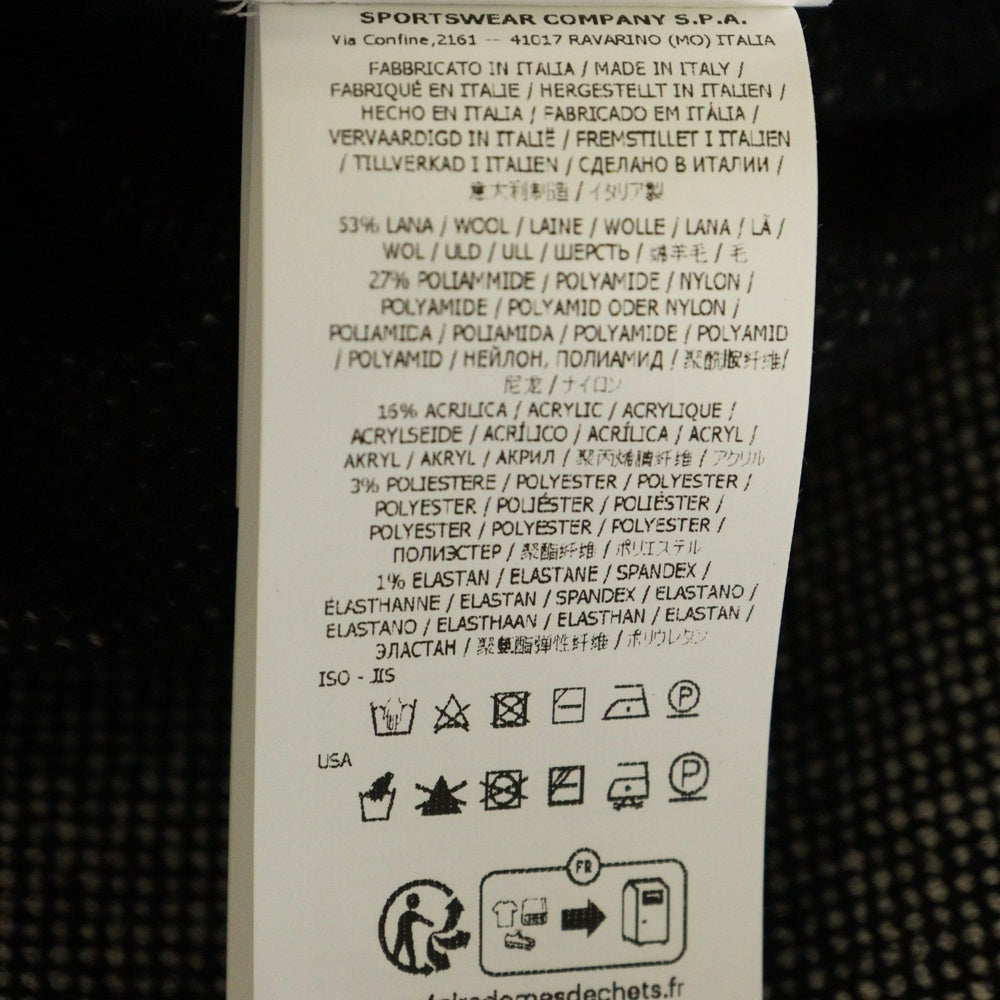 SPORTSWEAR COMPANY S.P.A.
Via Confine,2161 -- 41017 RAVARINO (MO) ITALIA
FABBRICATO IN ITALIA / MADE IN ITALY /
FABRIQUÉ EN ITALIE / HERGESTELLT IN ITALIEN /
HECHO EN ITALIA / FABRICADO EM ITÁLIA /
VERVAARDIGD IN ITALIË / FREMSTILLET I ITALIEN
/ TILLVERKAD I ITALIEN / СДЕЛАНО В ИТАЛИИ /
意大利制造 / イタリア製
53% LANA / WOOL / LAINE / WOLLE / LANA / LÃ /
WOL / ULD / ULL / ШЕРСТЬ / 绵羊毛 / 毛
27% POLIAMMIDE / POLYAMIDE / NYLON /
POLYAMIDE / POLYAMID ODER NYLON /
POLIAMIDA / POLIAMIDA / POLYAMIDE / POLYAMID
/ POLYAMID / НЕЙЛОН, ПОЛИАМИД / 聚酰胺纤维/
尼龙 / ナイロン
16% ACRILICA / ACRYLIC / ACRYLIQUE /
ACRYLSEIDE / ACRÍLICO / ACRÍLICA / ACRYL /
AKRYL / AKRYL / АКРИЛ / 聚丙烯腈纤维 / アクリル
3% POLIESTERE / POLYESTER / POLYESTER /
POLYESTER / POLIÉSTER / POLIÉSTER /
POLYESTER / POLYESTER / POLYESTER /
ПОЛИЭСТЕР / 聚酯纤维 / ポリエステル
1% ELASTAN / ELASTANE / SPANDEX /
ÉLASTHANNE / ELASTAN / SPANDEX / ELASTANO /
ELASTANO / ELASTHAAN / ELASTHAN / ELASTAN /
ЭЛАСТАН / 聚氨酯弹性纤维 / ポリウレタン
ISO - JIS
P
USA
P
FR